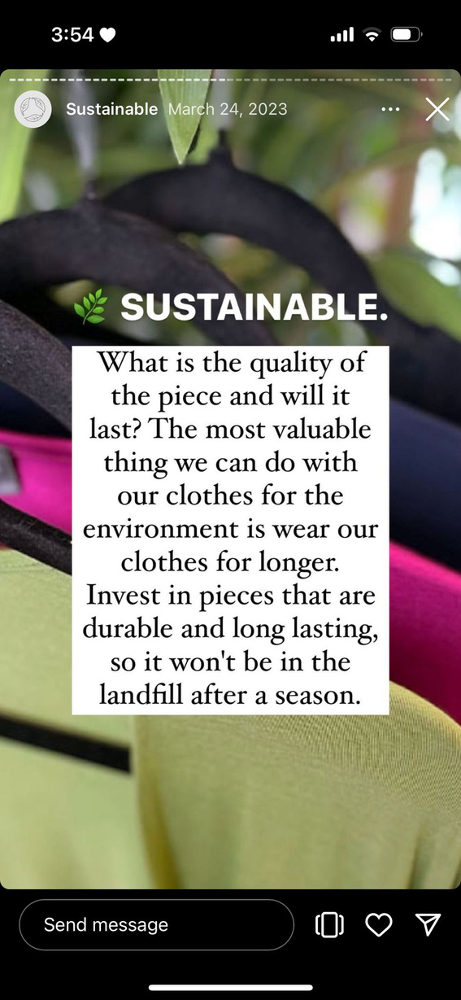 3:54
Sustainable March 24, 2023
🌿 SUSTAINABLE.
What is the quality of
the piece and will it
last? The most valuable
thing we can do with
our clothes for the
environment is wear our
clothes for longer.
Invest in pieces that are
durable and long lasting,
so it won't be in the
landfill after a season.
Send message